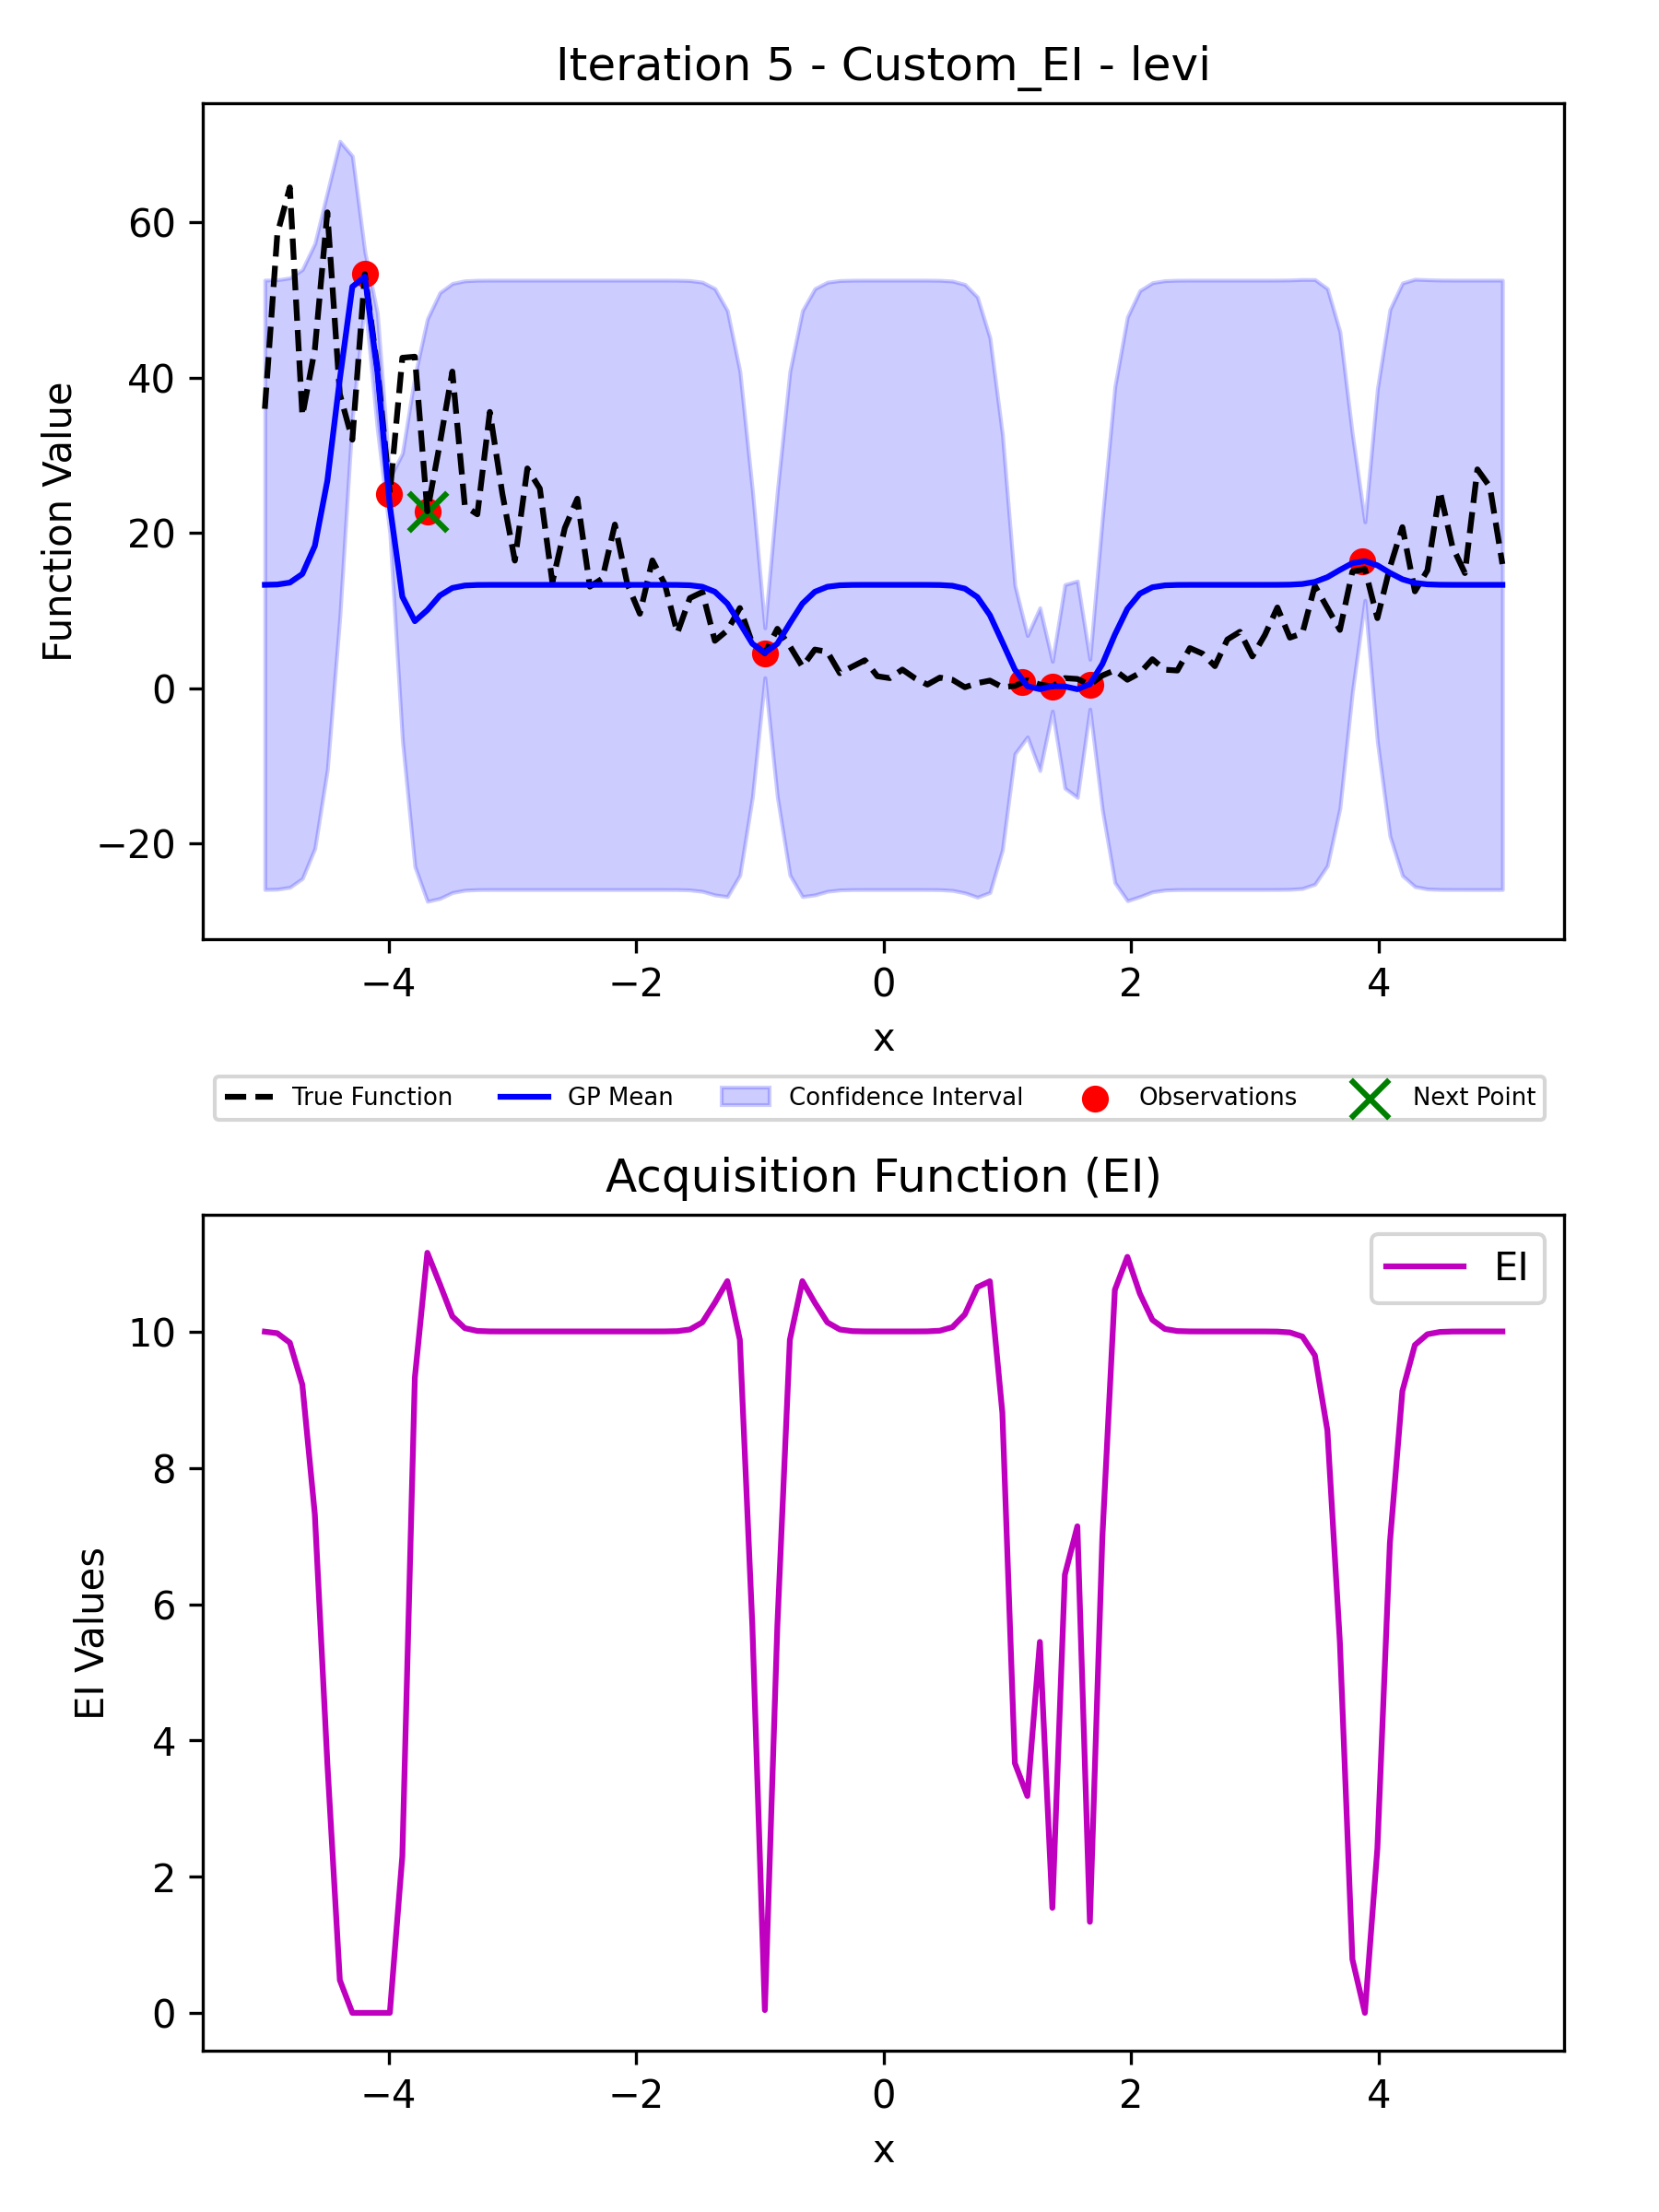 Iteration 5 - Custom_EI - levi
60
40
20
0
−20
Function Value
−4 −2 0 2 4
x
True Function GP Mean Confidence Interval Observations Next Point
Acquisition Function (EI)
EI
10
8
6
4
2
0
EI Values
−4 −2 0 2 4
x